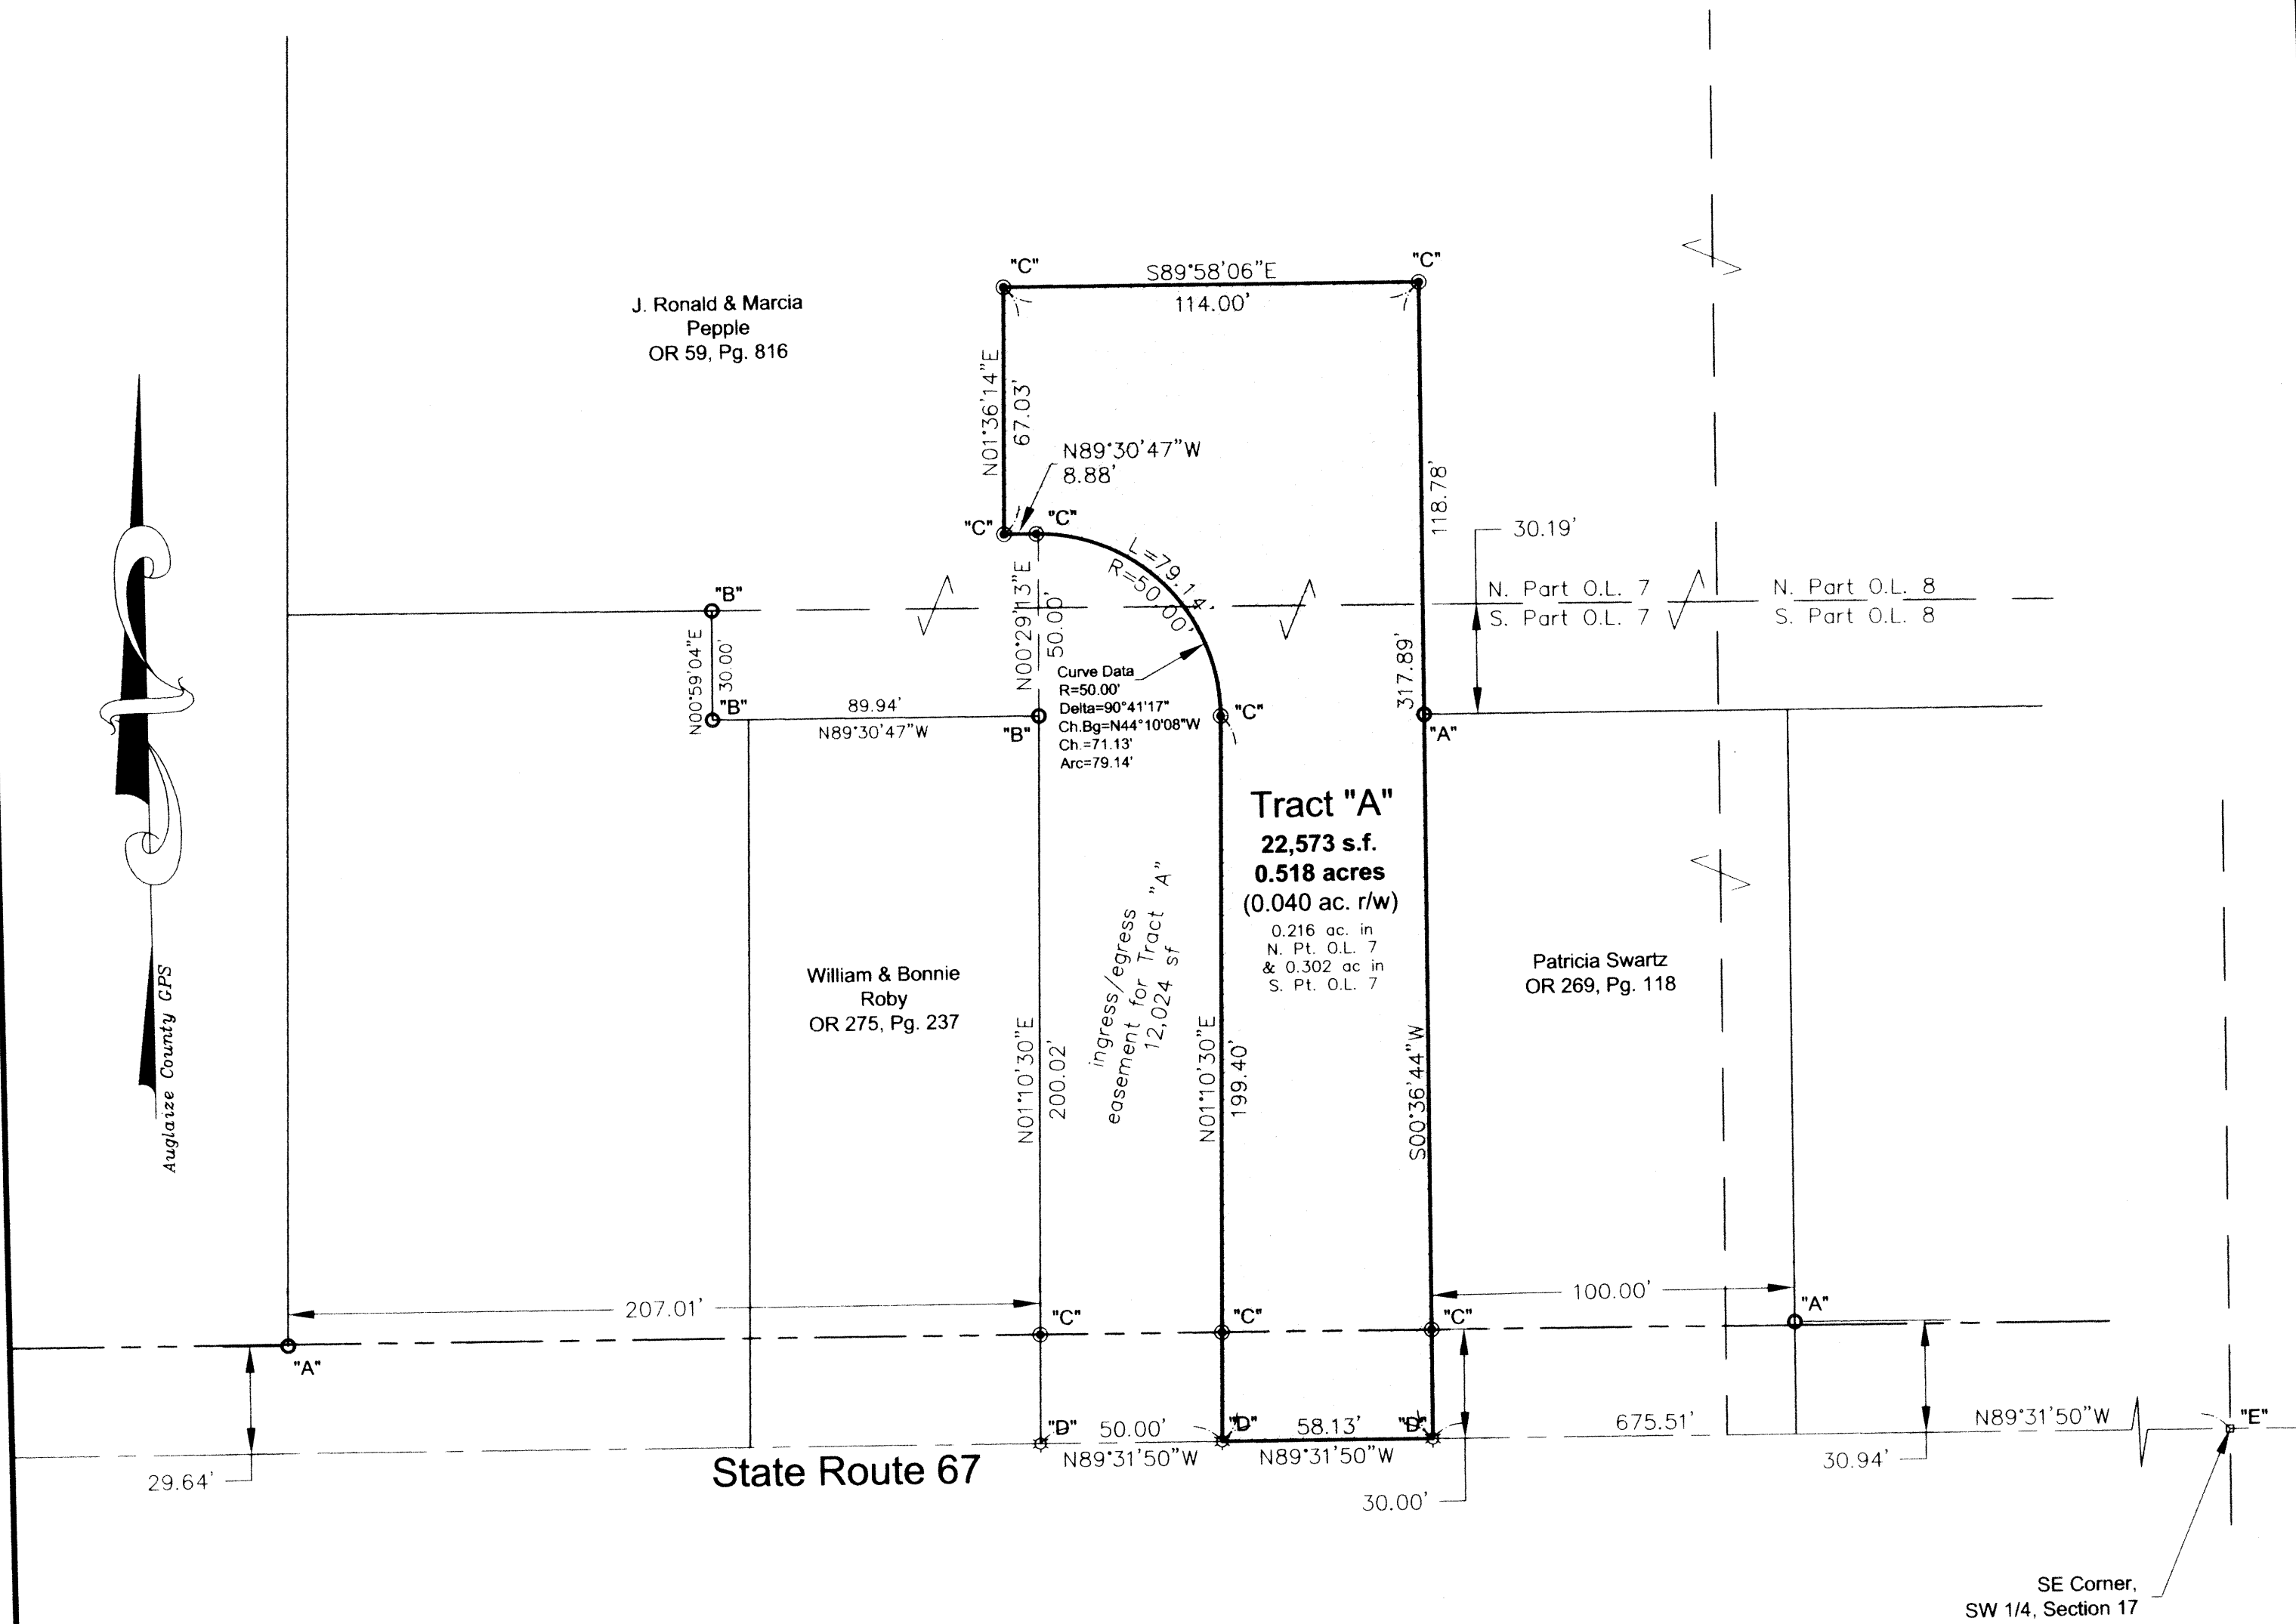 "C"
S89°58'06"E
114.00'
"C"
J. Ronald & Marcia
Pepple
OR 59, Pg. 816
N01°36'14"E
67.03'
N89°30'47"W
8.88'
"C"
"C"
118.78'
30.19'
L=79.14'
R=50.00'
N. Part O.L. 7
S. Part O.L. 7
N. Part O.L. 8
S. Part O.L. 8
"B"
N00°59'04"E
30.00'
"B"
89.94'
N89°30'47"W
"B"
N00°29'13"E
50.00'
Curve Data
R=50.00'
Delta=90°41'17"
Ch.Bg=N44°10'08"W
Ch.=71.13'
Arc=79.14'
"C"
317.89'
"A"
Tract "A"
22,573 s.f.
0.518 acres
(0.040 ac. r/w)
0.216 ac. in
N. Pt. O.L. 7
& 0.302 ac in
S. Pt. O.L. 7
ingress/egress
easement for Tract "A"
12,024 sf
William & Bonnie
Roby
OR 275, Pg. 237
Patricia Swartz
OR 269, Pg. 118
Auglaize County GPS
N01°10'30"E
200.02'
N01°10'30"E
199.40'
S00°36'44"W
207.01'
100.00'
"A"
"C"
"C"
"C"
"A"
29.64'
State Route 67
"D"
50.00'
N89°31'50"W
"D"
58.13'
N89°31'50"W
"D"
30.00'
675.51'
30.94'
N89°31'50"W
"E"
SE Corner,
SW 1/4, Section 17